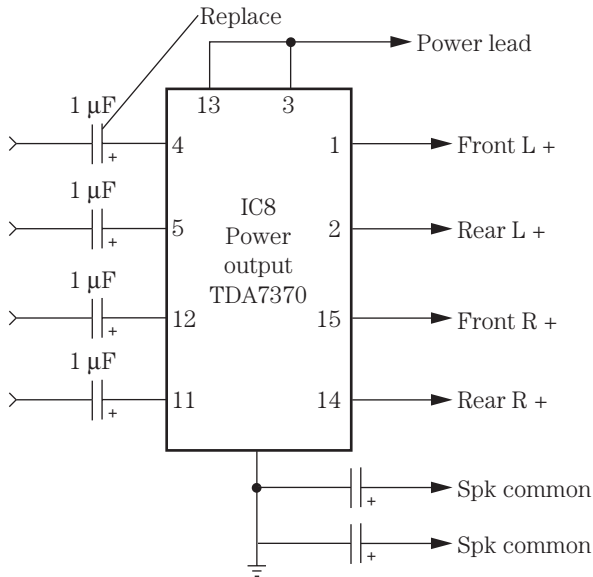 Replace
Power lead
13 3
1 µF
+
4
1
Front L +
1 µF
+
5
2
Rear L +
IC8
Power
output
TDA7370
1 µF
+
12
15
Front R +
1 µF
+
11
14
Rear R +
+
Spk common
+
Spk common